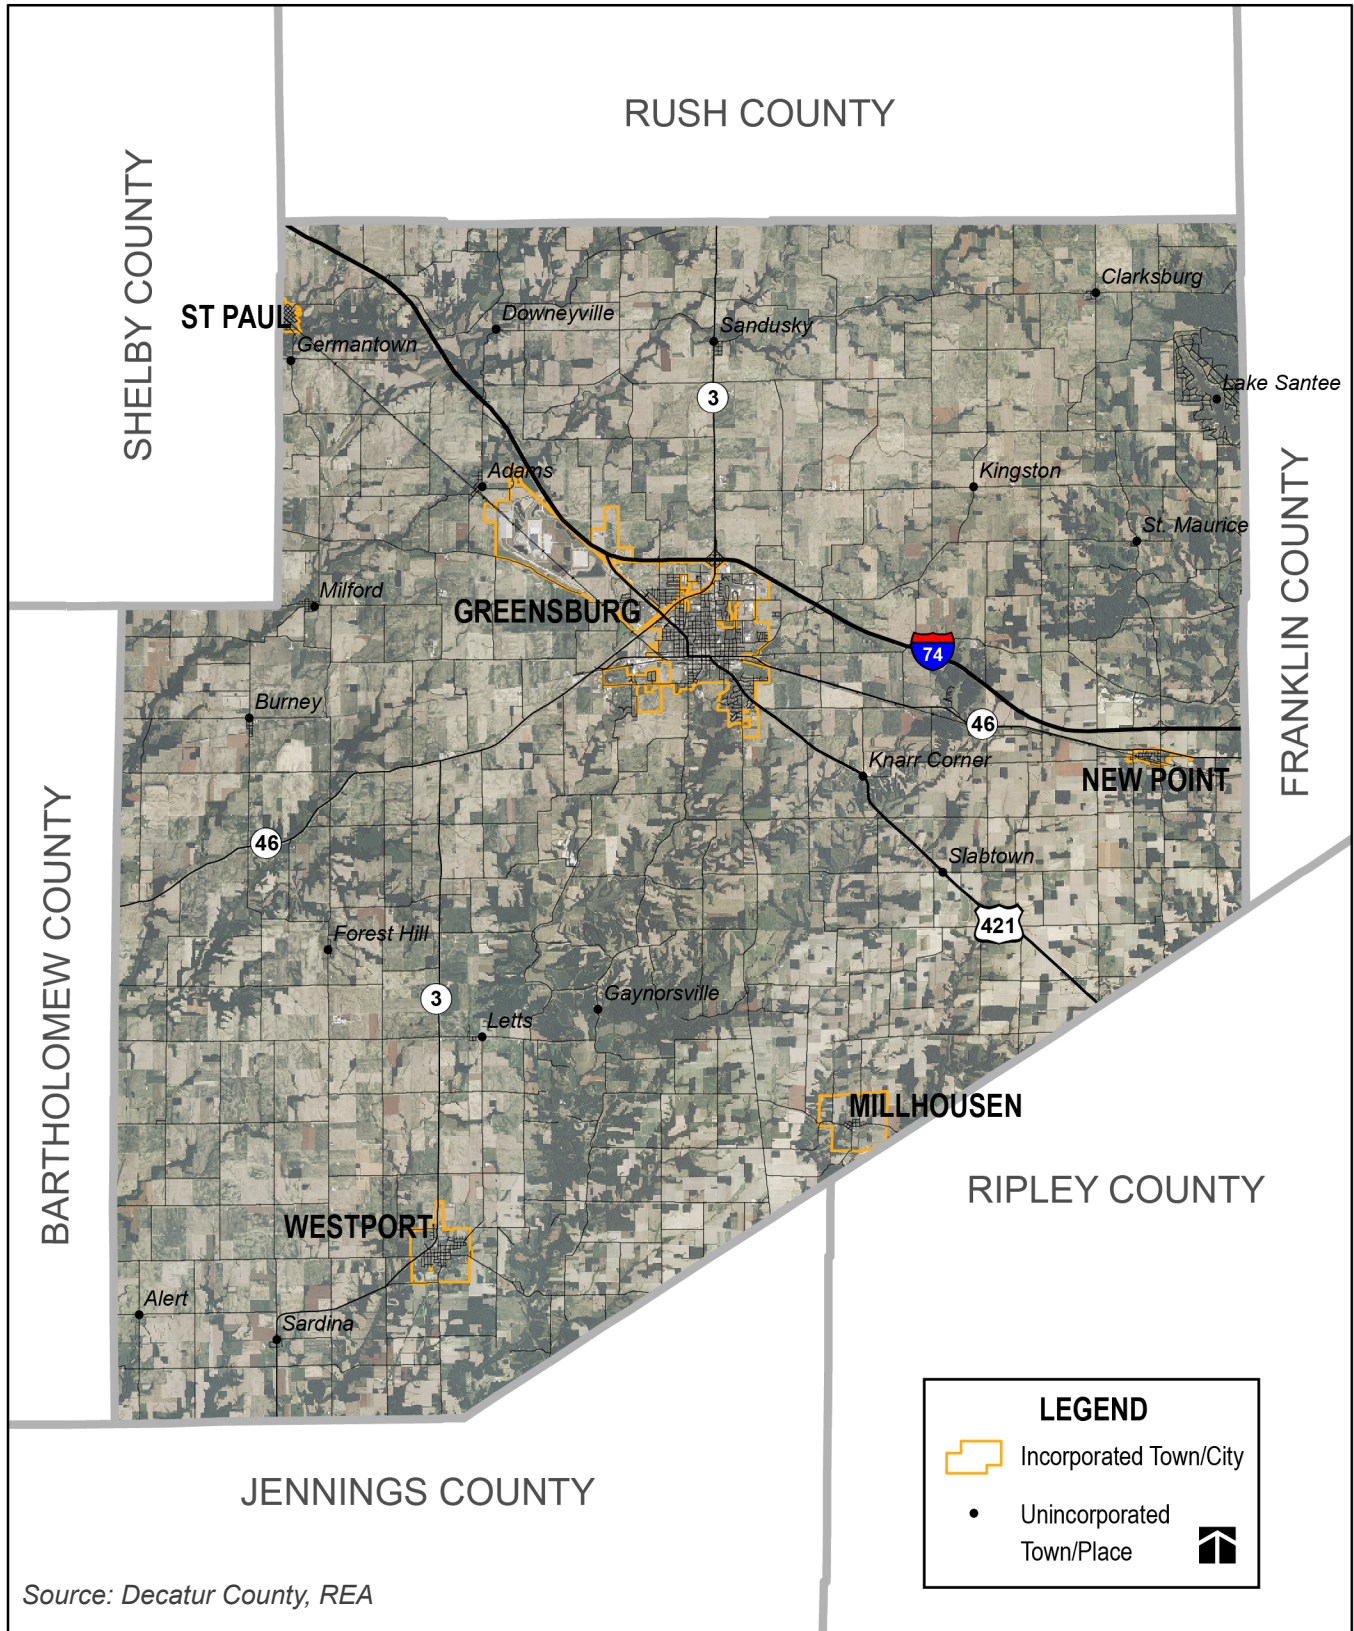 RUSH COUNTY
SHELBY COUNTY
Clarksburg
ST PAUL
Downeyville
Sandusky
Germantown
Lake Santee
3
Adams
Kingston
St. Maurice
FRANKLIN COUNTY
Milford
GREENSBURG
74
Burney
46
Knarr Corner
NEW POINT
BARTHOLOMEW COUNTY
46
Slabtown
421
Forest Hill
3
Gaynorsville
Letts
MILLHOUSEN
RIPLEY COUNTY
WESTPORT
Alert
Sardina
JENNINGS COUNTY
LEGEND
Incorporated Town/City
Unincorporated
Town/Place
Source: Decatur County, REA